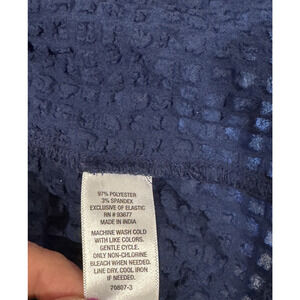 97% POLYESTER
3% SPANDEX
EXCLUSIVE OF ELASTIC
RN # 93677
MADE IN INDIA
MACHINE WASH COLD
WITH LIKE COLORS.
GENTLE CYCLE.
ONLY NON-CHLORINE
BLEACH WHEN NEEDED.
LINE DRY, COOL IRON
IF NEEDED.
70807-3